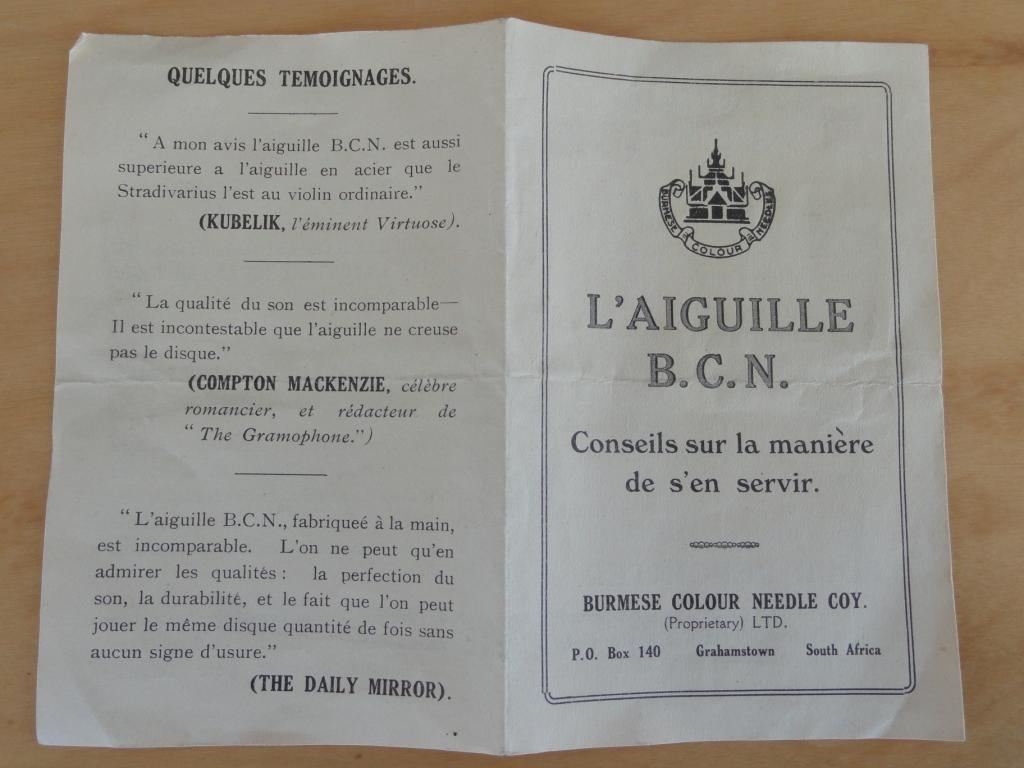 QUELQUES TEMOIGNAGES.
“A mon avis l'aiguille B.C.N. est aussi
superieure a l'aiguille en acier que le
Stradivarius l'est au violin ordinaire.”
(KUBELIK, l'éminent Virtuose).
“La qualité du son est incomparable—
Il est incontestable que l'aiguille ne creuse
pas le disque.”
(COMPTON MACKENZIE, célèbre
romancier, et rédacteur de
“ The Gramophone.”)
“L'aiguille B.C.N., fabriqueé à la main,
est incomparable. L'on ne peut qu'en
admirer les qualités : la perfection du
son, la durabilité, et le fait que l'on peut
jouer le même disque quantité de fois sans
aucun signe d'usure.”
(THE DAILY MIRROR).
BURMESE COLOUR NEEDLES
L'AIGUILLE
B.C.N.
Conseils sur la manière
de s'en servir.
BURMESE COLOUR NEEDLE COY.
(Proprietary) LTD.
P.O. Box 140 Grahamstown South Africa